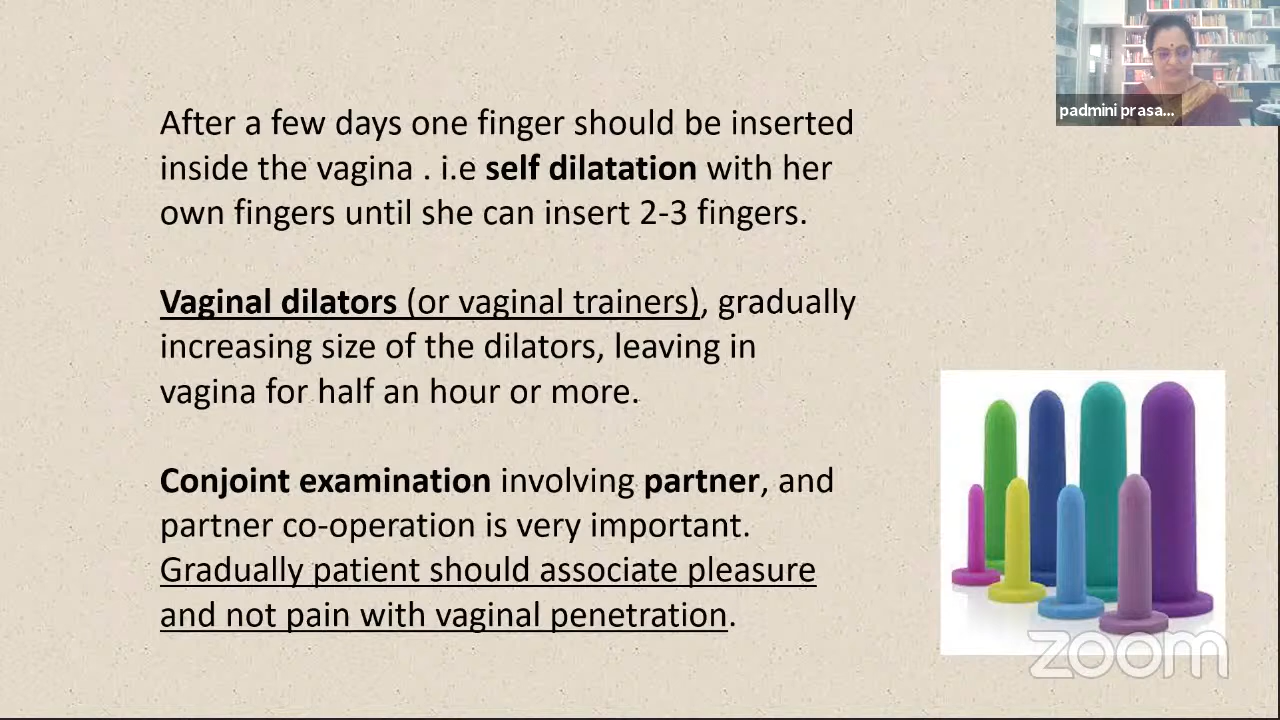 After a few days one finger should be inserted
inside the vagina . i.e self dilatation with her
own fingers until she can insert 2-3 fingers.
Vaginal dilators (or vaginal trainers), gradually
increasing size of the dilators, leaving in
vagina for half an hour or more.
Conjoint examination involving partner, and
partner co-operation is very important.
Gradually patient should associate pleasure
and not pain with vaginal penetration.
padmini prasa...
zoom